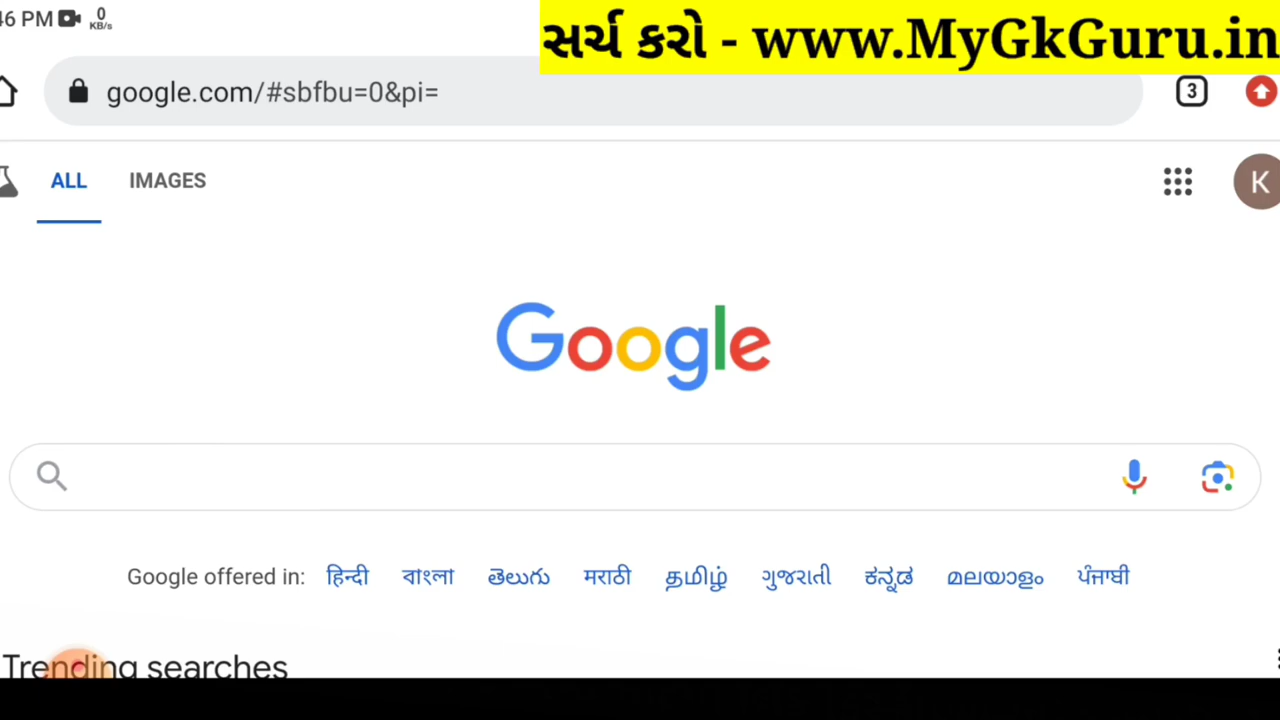 46 PM 0 KB/s
સર્ચ કરો - www.MyGkGuru.in
google.com/#sbfbu=0&pi=
3
ALL IMAGES
K
Google
Google offered in: हिन्दी বাংলা తెలుగు मराठी தமிழ் ગુજરાતી ಕನ್ನಡ മലയാളം ਪੰਜਾਬੀ
Trending searches